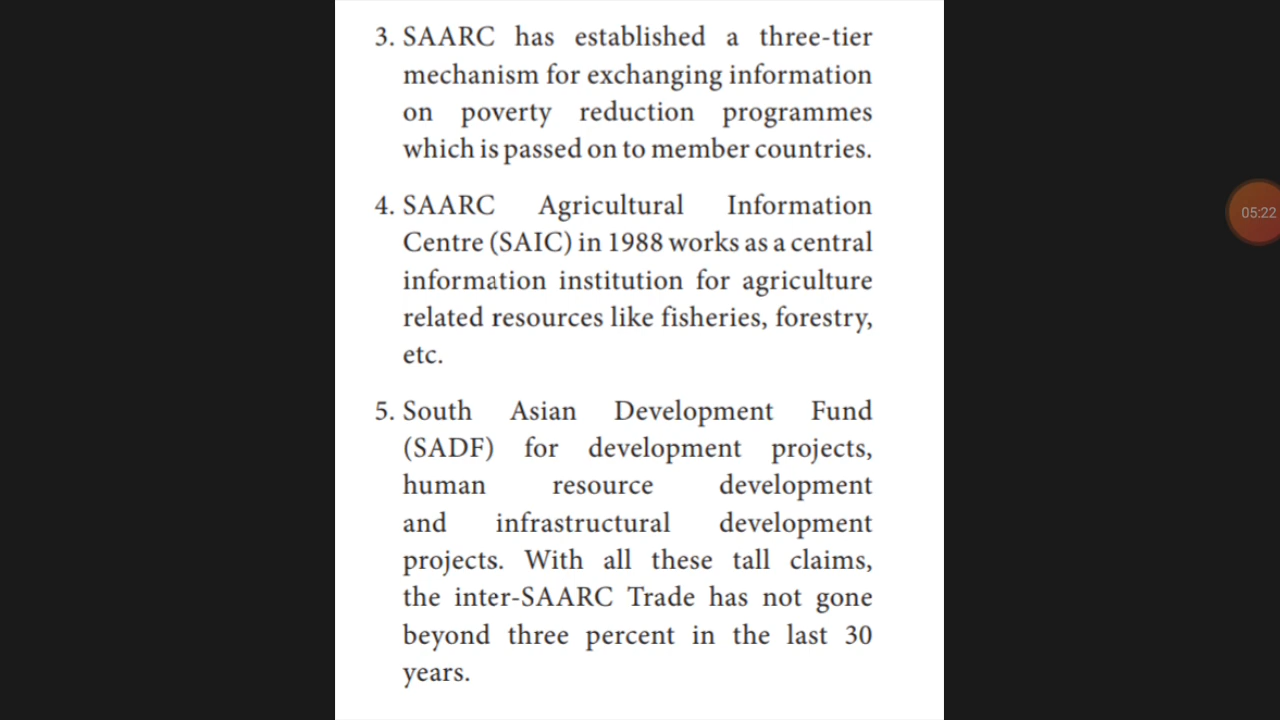 3. SAARC has established a three-tier
mechanism for exchanging information
on poverty reduction programmes
which is passed on to member countries.
4. SAARC Agricultural Information
Centre (SAIC) in 1988 works as a central
information institution for agriculture
related resources like fisheries, forestry,
etc.
5. South Asian Development Fund
(SADF) for development projects,
human resource development
and infrastructural development
projects. With all these tall claims,
the inter-SAARC Trade has not gone
beyond three percent in the last 30
years.
05:22